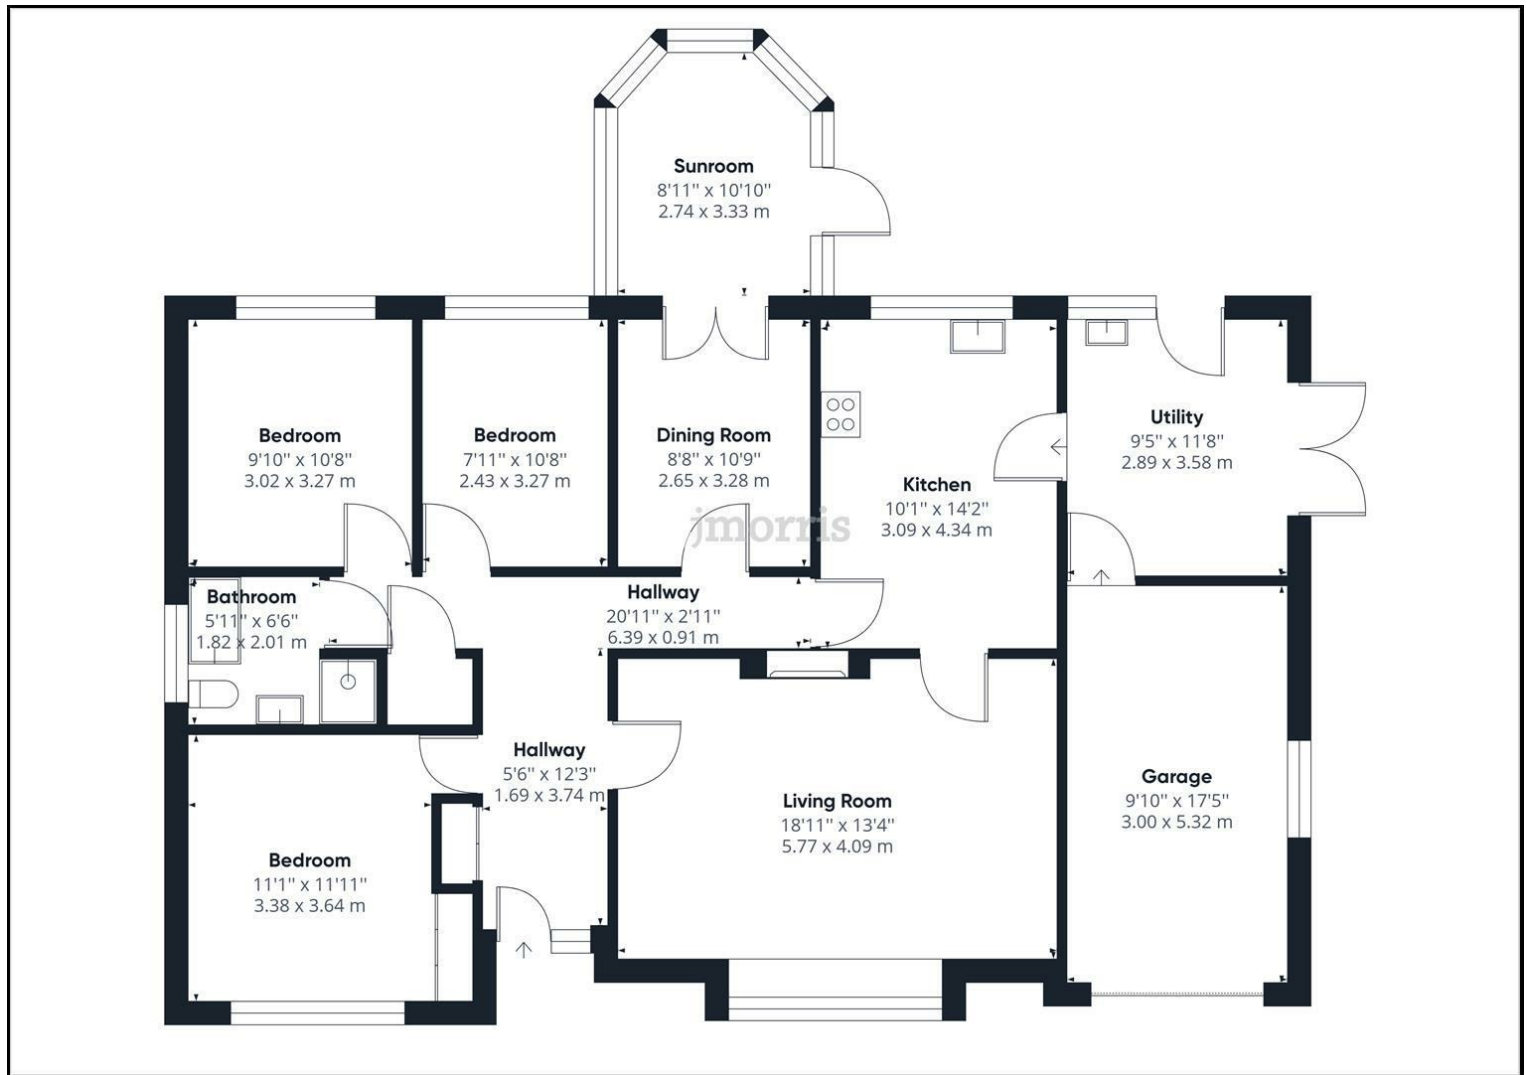 Sunroom
8'11" x 10'10"
2.74 x 3.33 m
Bedroom
9'10" x 10'8"
3.02 x 3.27 m
Bedroom
7'11" x 10'8"
2.43 x 3.27 m
Dining Room
8'8" x 10'9"
2.65 x 3.28 m
Kitchen
10'1" x 14'2"
3.09 x 4.34 m
Utility
9'5" x 11'8"
2.89 x 3.58 m
jmorris
Bathroom
5'11" x 6'6"
1.82 x 2.01 m
Hallway
20'11" x 2'11"
6.39 x 0.91 m
Hallway
5'6" x 12'3"
1.69 x 3.74 m
Living Room
18'11" x 13'4"
5.77 x 4.09 m
Garage
9'10" x 17'5"
3.00 x 5.32 m
Bedroom
11'1" x 11'11"
3.38 x 3.64 m